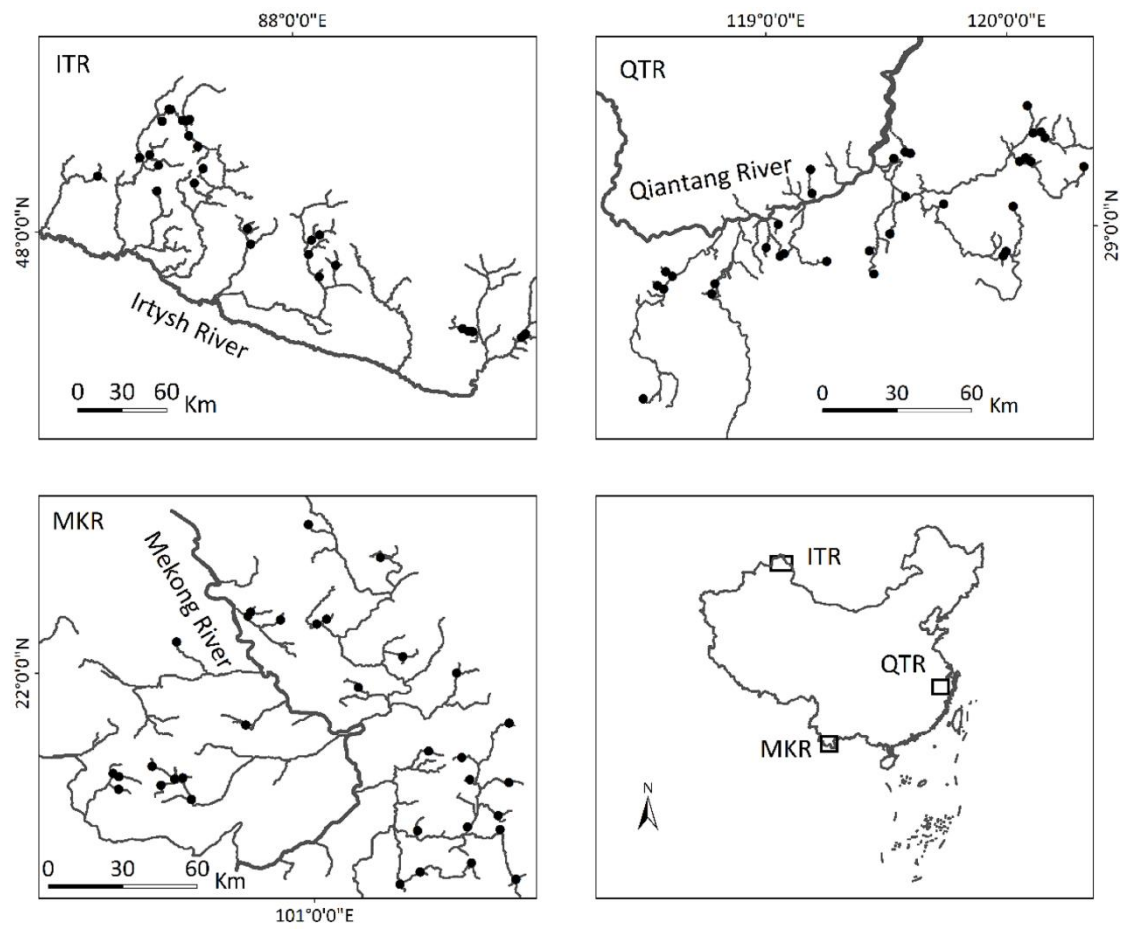 88°0'0"E
119°0'0"E
120°0'0"E
ITR
48°0'0"N
Irtysh River
0 30 60
Km
QTR
Qiantang River
29°0'0"N
0 30 60
Km
MKR
Mekong River
22°0'0"N
0 30 60
Km
101°0'0"E
ITR
QTR
MKR
N